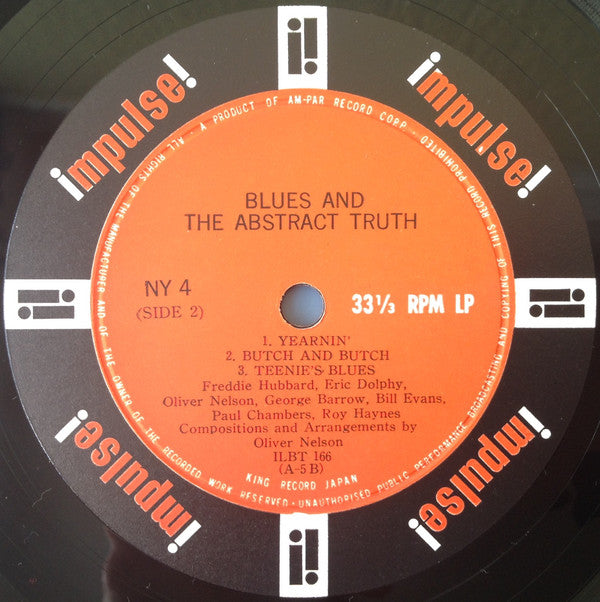 impulse!
impulse!
impulse!
impulse!
A PRODUCT OF AM-PAR RECORD CORP. · UNAUTHORISED PUBLIC PERFORMANCE BROADCASTING AND COPYING OF THIS RECORD PROHIBITED
ALL RIGHTS OF THE MANUFACTURER AND OF THE OWNER OF THE RECORDED WORK RESERVED ·
BLUES AND
THE ABSTRACT TRUTH
NY 4
(SIDE 2)
33⅓ RPM LP
1. YEARNIN'
2. BUTCH AND BUTCH
3. TEENIE'S BLUES
Freddie Hubbard, Eric Dolphy,
Oliver Nelson, George Barrow, Bill Evans,
Paul Chambers, Roy Haynes
Compositions and Arrangements by
Oliver Nelson
ILBT 166
(A-5 B)
KING RECORD JAPAN